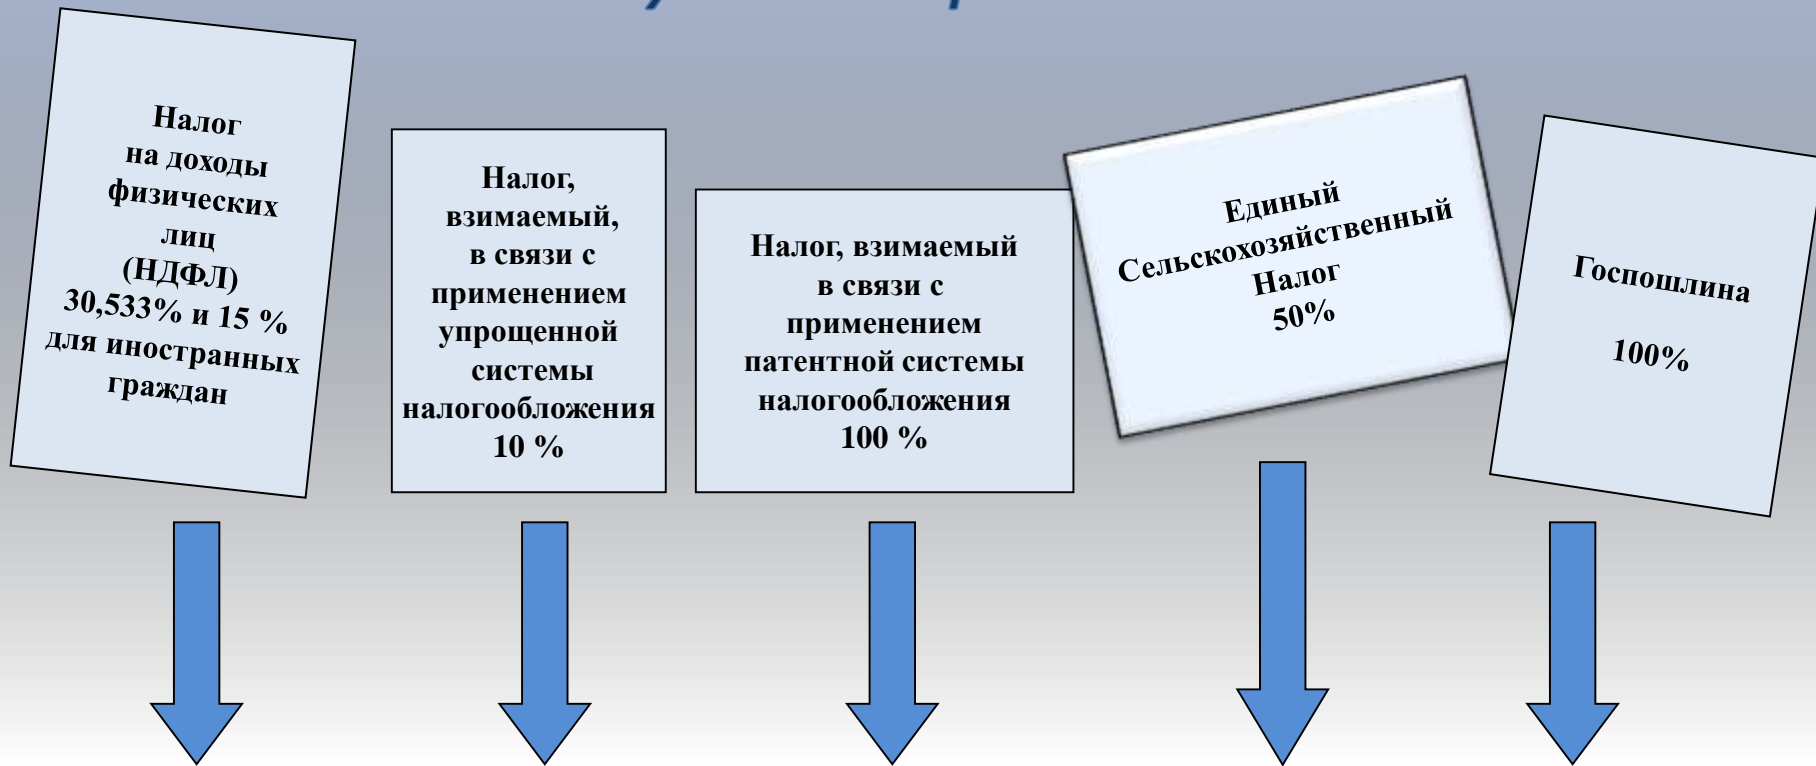 Налог
на доходы
физических
лиц
(НДФЛ)
30,533% и 15 %
для иностранных
граждан
Налог,
взимаемый,
в связи с
применением
упрощенной
системы
налогообложения
10 %
Налог, взимаемый
в связи с
применением
патентной системы
налогообложения
100 %
Единый
Сельскохозяйственный
Налог
50%
Госпошлина
100%